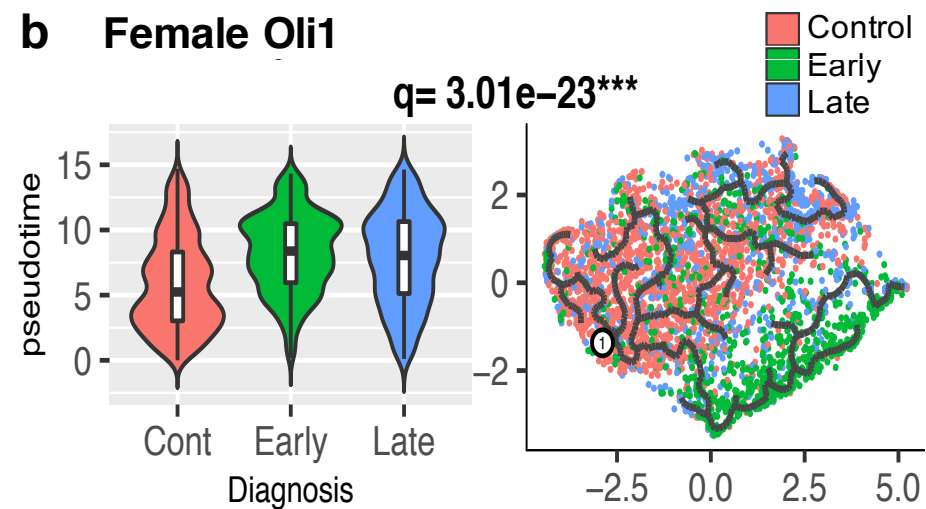 b Female Oli1
q= 3.01e−23***
Control
Early
Late
pseudotime
15
10
5
0
Cont Early Late
Diagnosis
2
0
−2
1
−2.5 0.0 2.5 5.0